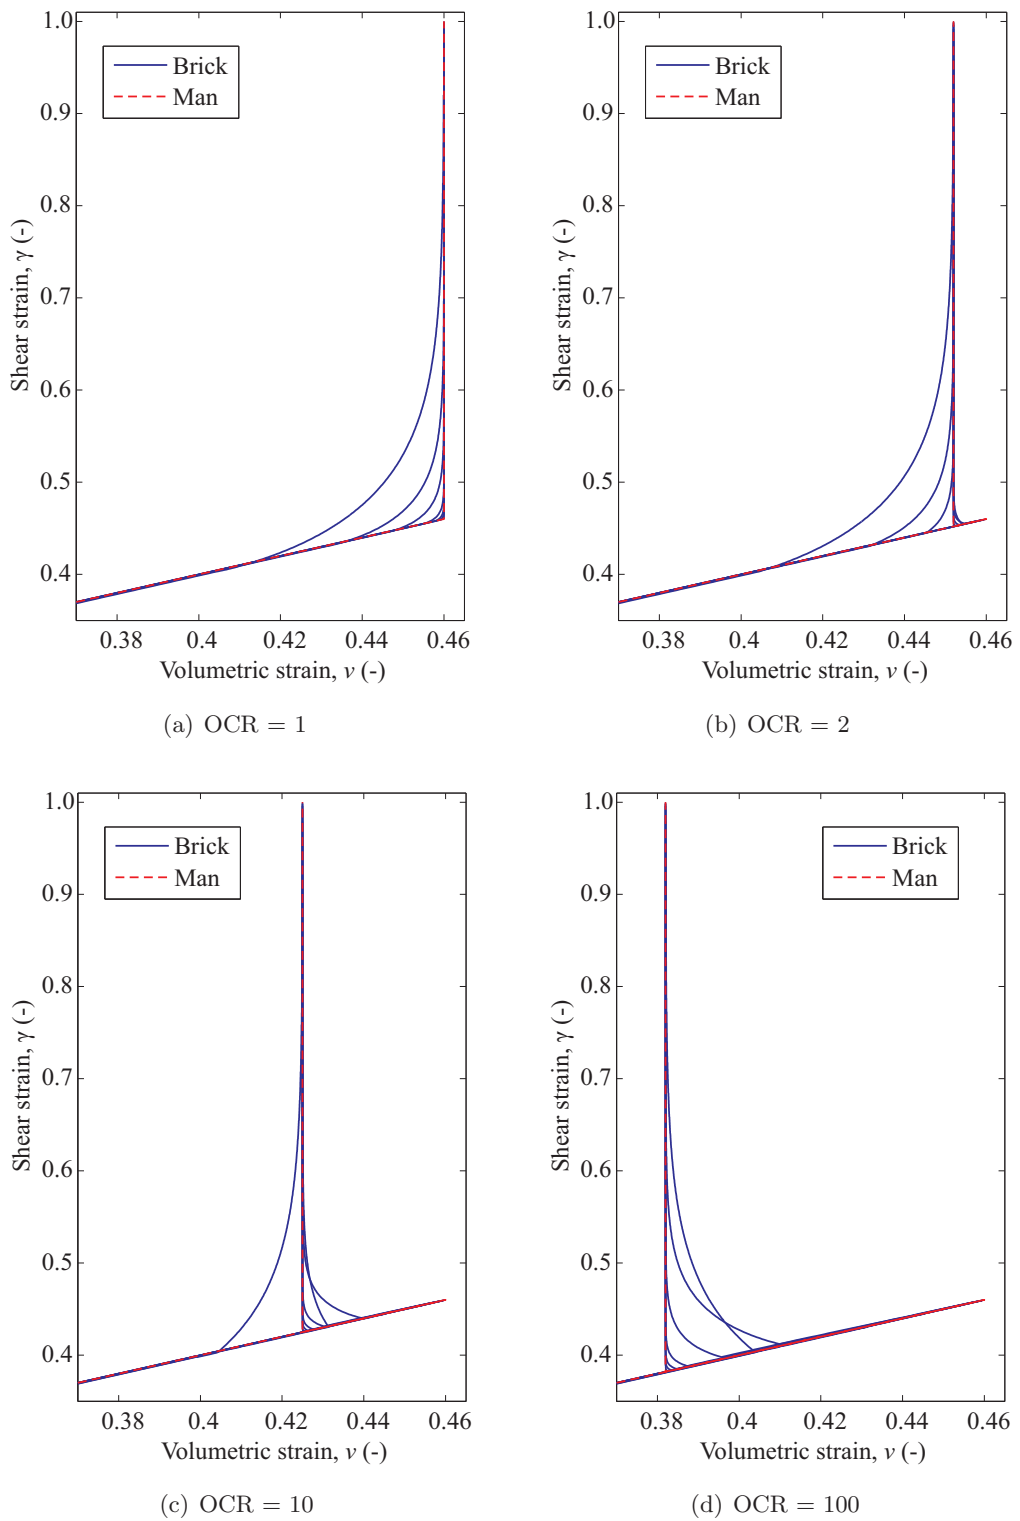 1.0
0.9
0.8
0.7
0.6
0.5
0.4
Shear strain, γ (-)
Brick
Man
0.38
0.4
0.42
0.44
0.46
Volumetric strain, v (-)
(a) OCR = 1
1.0
0.9
0.8
0.7
0.6
0.5
0.4
Shear strain, γ (-)
Brick
Man
0.38
0.4
0.42
0.44
0.46
Volumetric strain, v (-)
(b) OCR = 2
1.0
0.9
0.8
0.7
0.6
0.5
0.4
Shear strain, γ (-)
Brick
Man
0.38
0.4
0.42
0.44
0.46
Volumetric strain, v (-)
(c) OCR = 10
1.0
0.9
0.8
0.7
0.6
0.5
0.4
Shear strain, γ (-)
Brick
Man
0.38
0.4
0.42
0.44
0.46
Volumetric strain, v (-)
(d) OCR = 100